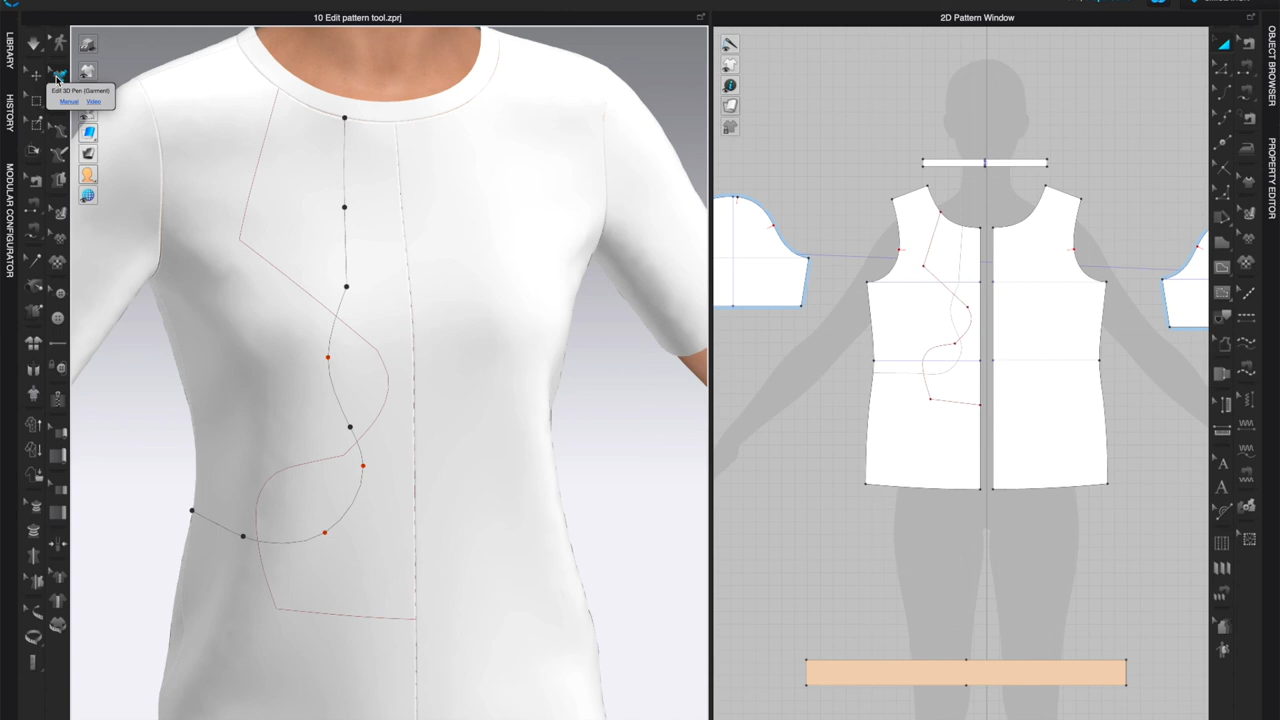 10 Edit pattern tool.zprj
2D Pattern Window
LIBRARY
HISTORY
MODULAR CONFIGURATOR
Edit 3D Pen (Garment)
Manual Video
OBJECT BROWSER
PROPERTY EDITOR